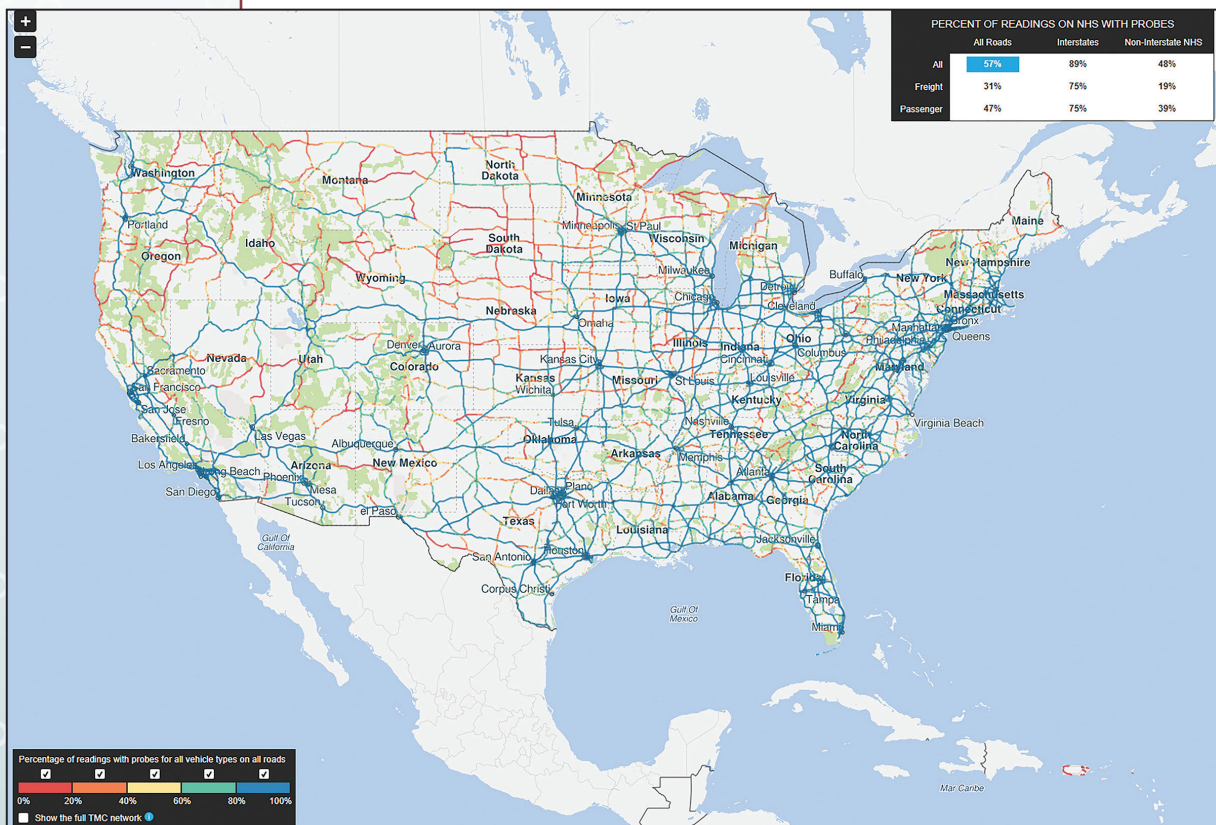 +
−
PERCENT OF READINGS ON NHS WITH PROBES
All Roads Interstates Non-Interstate NHS
All 57% 89% 48%
Freight 31% 75% 19%
Passenger 47% 75% 39%
Washington
North
Dakota
Montana
Minnesota
Maine
Portland
Minneapolis
St Paul
Wisconsin
Michigan
Oregon
Idaho
South
Dakota
New Hampshire
Buffalo
New York
Wyoming
Milwaukee
Detroit
Massachusetts
Chicago
Cleveland
Connecticut
Iowa
Nebraska
Omaha
Bronx
Manhattan
Queens
Philadelphia
Ohio
Illinois
Indiana
Denver
Aurora
Columbus
Nevada
Utah
Colorado
Kansas City
Cincinnati
Maryland
Sacramento
Kansas
Missouri
St Louis
Louisville
San Francisco
Wichita
Kentucky
Virginia
San Jose
Fresno
Tulsa
Nashville
Virginia Beach
Bakersfield
Las Vegas
Albuquerque
Oklahoma
Tennessee
North
Carolina
Los Angeles
Long Beach
Arizona
New Mexico
Arkansas
Memphis
Phoenix
Mesa
Atlanta
South
Carolina
San Diego
Tucson
Dallas
Plano
Alabama
Georgia
el Paso
Fort Worth
Texas
Louisiana
Gulf Of
California
Jacksonville
San Antonio
Houston
Florida
Corpus Christi
Tampa
Gulf Of
Mexico
Miami
Percentage of readings with probes for all vehicle types on all roads
0% 20% 40% 60% 80% 100%
Show the full TMC network
Mar Caribe